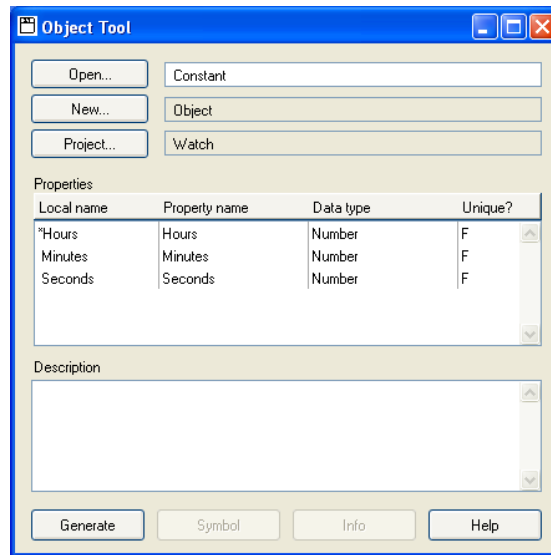 Object Tool
Open... Constant
New... Object
Project... Watch
Properties
Local name Property name Data type Unique?
*Hours Hours Number F
Minutes Minutes Number F
Seconds Seconds Number F
Description
Generate Symbol Info Help